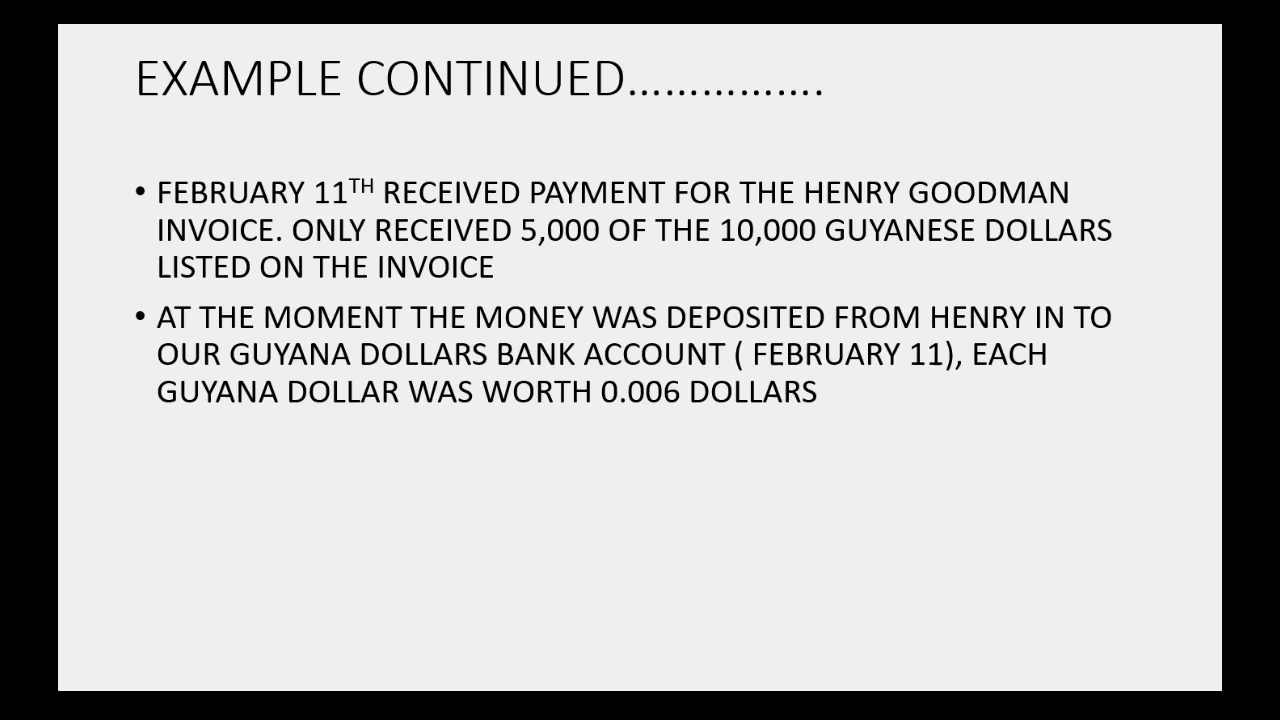 EXAMPLE CONTINUED…………….
• FEBRUARY 11TH RECEIVED PAYMENT FOR THE HENRY GOODMAN
INVOICE. ONLY RECEIVED 5,000 OF THE 10,000 GUYANESE DOLLARS
LISTED ON THE INVOICE
• AT THE MOMENT THE MONEY WAS DEPOSITED FROM HENRY IN TO
OUR GUYANA DOLLARS BANK ACCOUNT ( FEBRUARY 11), EACH
GUYANA DOLLAR WAS WORTH 0.006 DOLLARS